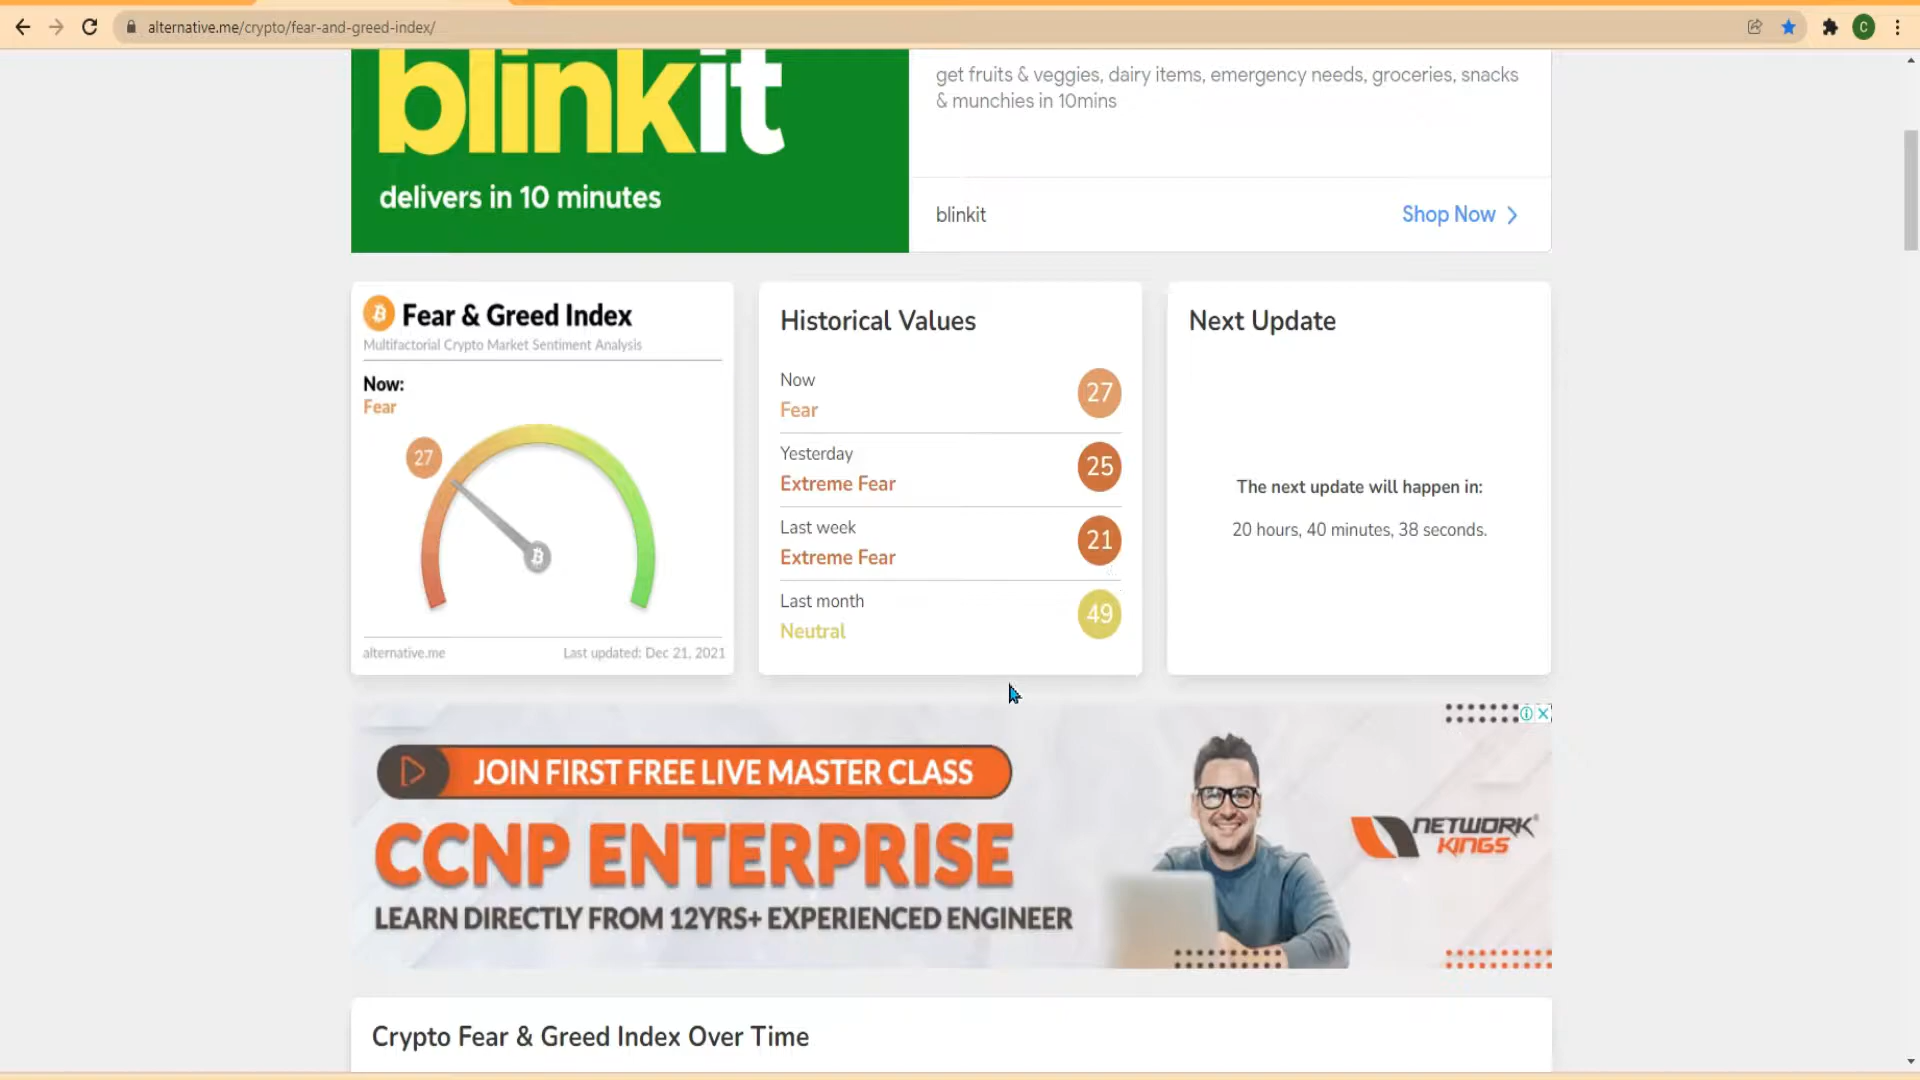 alternative.me/crypto/fear-and-greed-index/
C
blinkit
delivers in 10 minutes
get fruits & veggies, dairy items, emergency needs, groceries, snacks
& munchies in 10mins
blinkit
Shop Now
Fear & Greed Index
Multifactorial Crypto Market Sentiment Analysis
Now:
Fear
27
alternative.me
Last updated: Dec 21, 2021
Historical Values
Now
Fear
27
Yesterday
Extreme Fear
25
Last week
Extreme Fear
21
Last month
Neutral
49
Next Update
The next update will happen in:
20 hours, 40 minutes, 38 seconds.
JOIN FIRST FREE LIVE MASTER CLASS
CCNP ENTERPRISE
LEARN DIRECTLY FROM 12YRS+ EXPERIENCED ENGINEER
NETWORK
KINGS
Crypto Fear & Greed Index Over Time